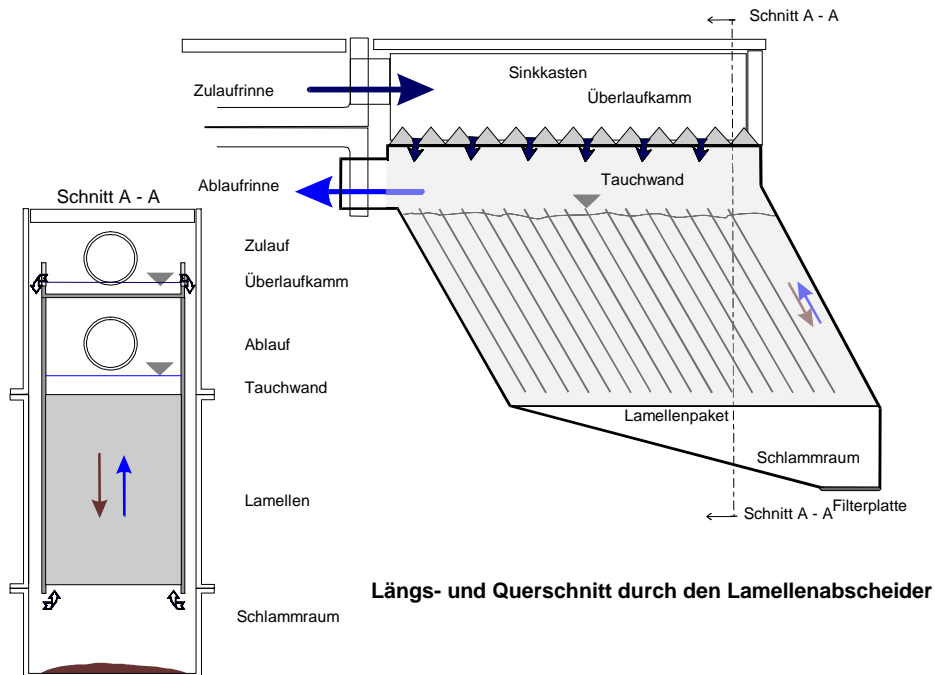 Schnitt A - A
Sinkkasten
Zulaufrinne
Überlaufkamm
Ablaufrinne
Tauchwand
Schnitt A - A
Zulauf
Überlaufkamm
Ablauf
Tauchwand
Lamellenpaket
Schlammraum
Lamellen
Filterplatte
Schnitt A - A
Längs- und Querschnitt durch den Lamellenabscheider
Schlammraum